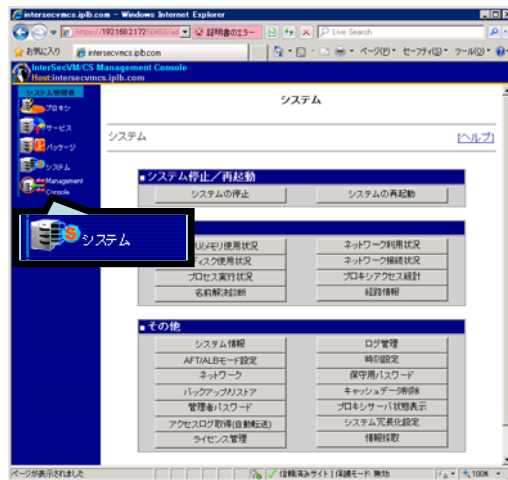 intersecvmcs.iplb.com - Windows Internet Explorer
証明書のエラー
Live Search
お気に入り
intersecvmcs.iplb.com
ページ(P)
セーフティ(S)
ツール(O)
InterSecVM/CS Management Console
Host:intersecvmcs.iplb.com
システム管理者
プロキシ
サービス
パッケージ
システム
Management Console
システム
システム
システム
[ヘルプ]
■システム停止／再起動
システムの停止
システムの再起動
メモリ使用状況
ネットワーク利用状況
ィスク使用状況
ネットワーク接続状況
プロセス実行状況
プロキシアクセス統計
名前解決診断
経路情報
■その他
システム情報
ログ管理
AFT/ALBモード設定
時刻設定
ネットワーク
保守用パスワード
バックアップ/リストア
キャッシュデータ削除
管理者パスワード
プロキシサーバ状態表示
アクセスログ取得(自動転送)
システム冗長化設定
ライセンス管理
情報採取
ページが表示されました
信頼済みサイト | 保護モード: 無効
100%